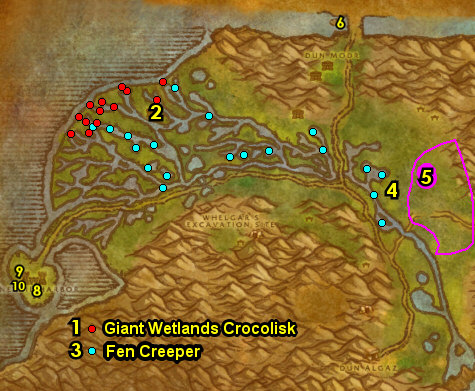 6
DUN MODR
2
5
4
WHELGAR'S
EXCAVATION SITE
9
10
8
1 Giant Wetlands Crocolisk
3 Fen Creeper
DUN ALGAZ